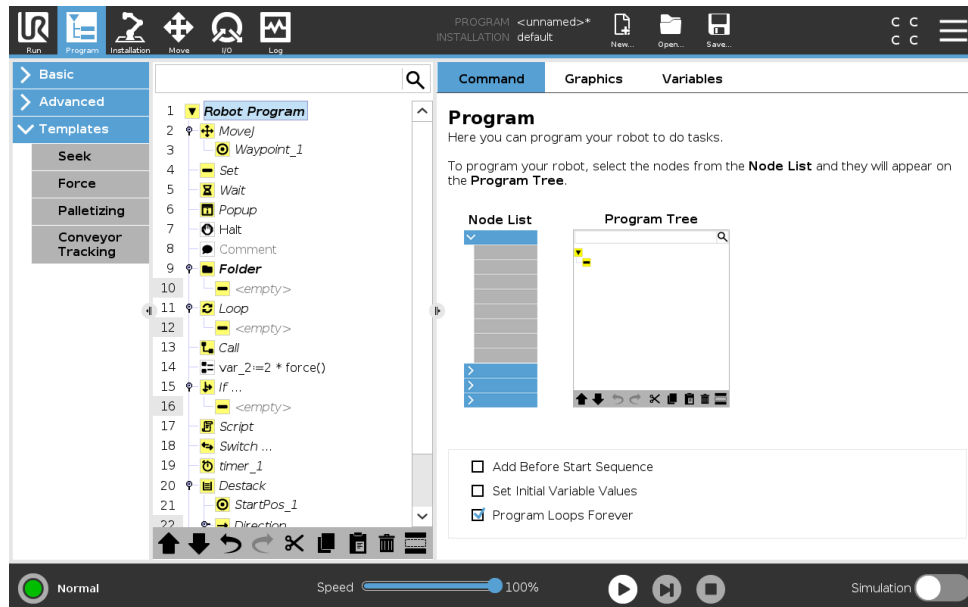 UR
Run
Program
Installation
Move
I/O
Log
PROGRAM <unnamed>*
INSTALLATION default
New...
Open...
Save...
C C
C C
Basic
Advanced
Templates
Seek
Force
Palletizing
Conveyor
Tracking
1 Robot Program
2 MoveJ
3 Waypoint_1
4 Set
5 Wait
6 Popup
7 Halt
8 Comment
9 Folder
10 <empty>
11 Loop
12 <empty>
13 Call
14 var_2:=2 * force()
15 If ...
16 <empty>
17 Script
18 Switch ...
19 timer_1
20 Destack
21 StartPos_1
22 Direction
Command Graphics Variables
Program
Here you can program your robot to do tasks.
To program your robot, select the nodes from the Node List and they will appear on
the Program Tree.
Node List Program Tree
Add Before Start Sequence
Set Initial Variable Values
Program Loops Forever
Normal
Speed 100%
Simulation